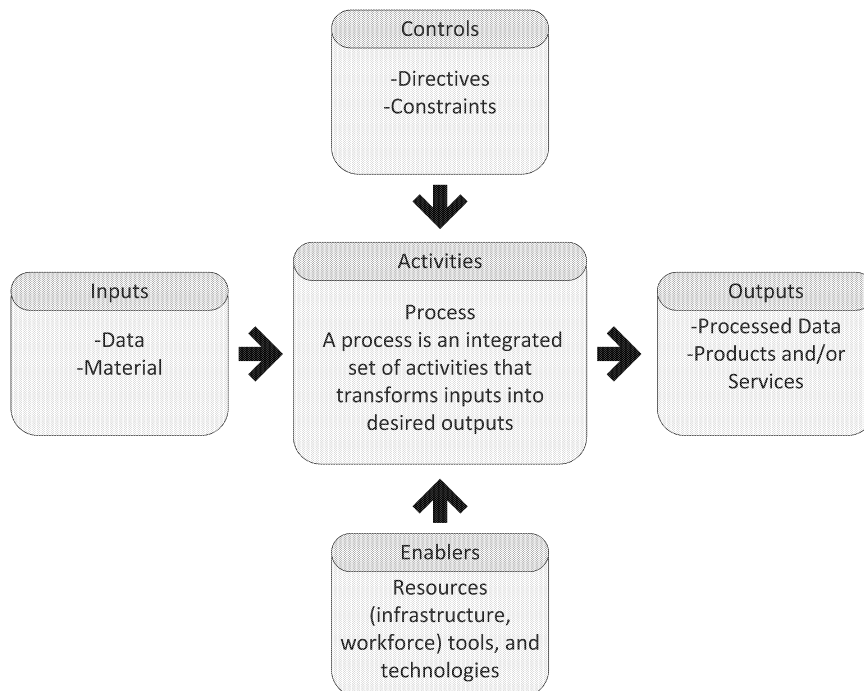 Controls
-Directives
-Constraints
Activities
Process
A process is an integrated
set of activities that
transforms inputs into
desired outputs
Inputs
-Data
-Material
Outputs
-Processed Data
-Products and/or
Services
Enablers
Resources
(infrastructure,
workforce) tools, and
technologies